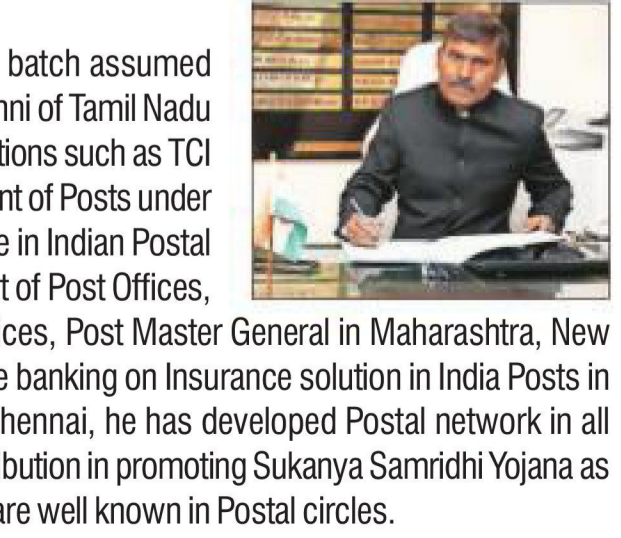 batch assumed
nni of Tamil Nadu
tions such as TCI
nt of Posts under
e in Indian Postal
t of Post Offices,
ices, Post Master General in Maharashtra, New
e banking on Insurance solution in India Posts in
hennai, he has developed Postal network in all
bution in promoting Sukanya Samridhi Yojana as
are well known in Postal circles.